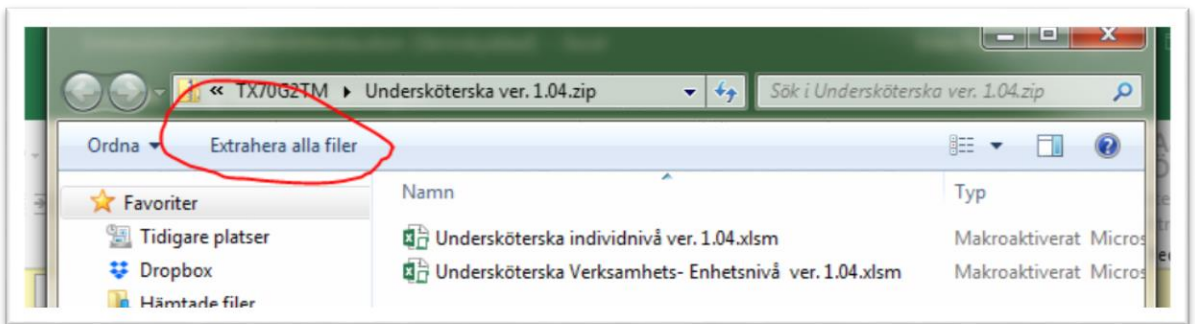 « TX70G2TM ▸ Undersköterska ver. 1.04.zip
Sök i Undersköterska ver. 1.04.zip
Ordna Extrahera alla filer
Namn Typ
Favoriter
Tidigare platser
Dropbox
Hämtade filer
Undersköterska individnivå ver. 1.04.xlsm Makroaktiverat Micros
Undersköterska Verksamhets- Enhetsnivå ver. 1.04.xlsm Makroaktiverat Micros